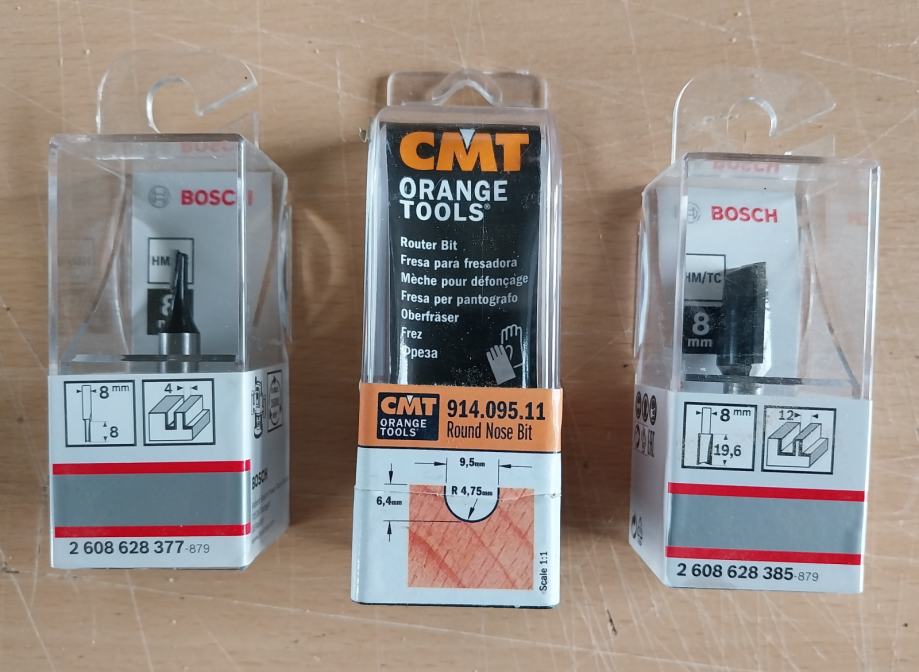 BOSCH
HM
8
8 mm
4
8
BOSCH
2 608 628 377-879
CMT
ORANGE
TOOLS®
Router Bit
Fresa para fresadora
Mèche pour défonçage
Fresa per pantografo
Oberfräser
Frez
Фреза
CMT
ORANGE
TOOLS®
914.095.11
Round Nose Bit
9,5mm
R 4,75mm
6,4mm
Scale 1:1
BOSCH
HM/TC
8
mm
8 mm
12
19,6
2 608 628 385-879